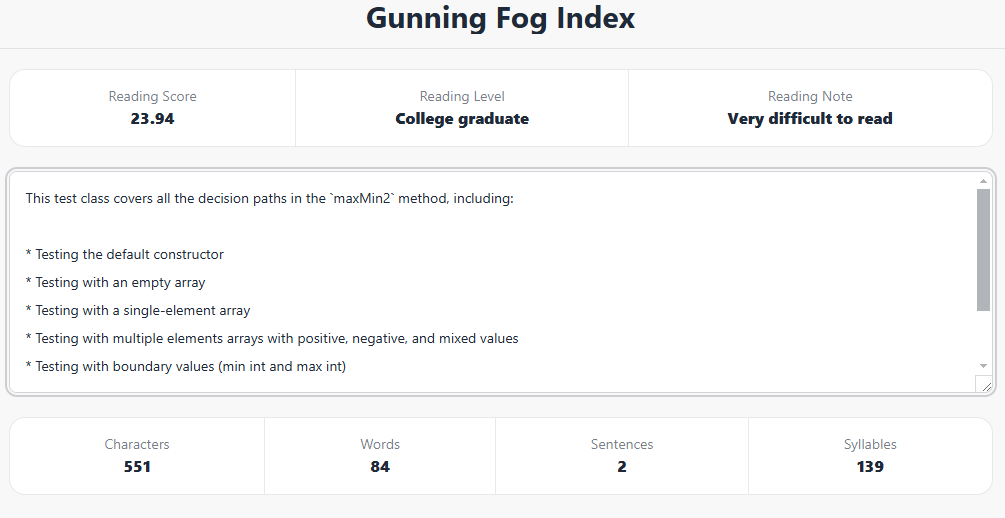 Gunning Fog Index
Reading Score
23.94
Reading Level
College graduate
Reading Note
Very difficult to read
This test class covers all the decision paths in the `maxMin2` method, including:
* Testing the default constructor
* Testing with an empty array
* Testing with a single-element array
* Testing with multiple elements arrays with positive, negative, and mixed values
* Testing with boundary values (min int and max int)
Characters
551
Words
84
Sentences
2
Syllables
139